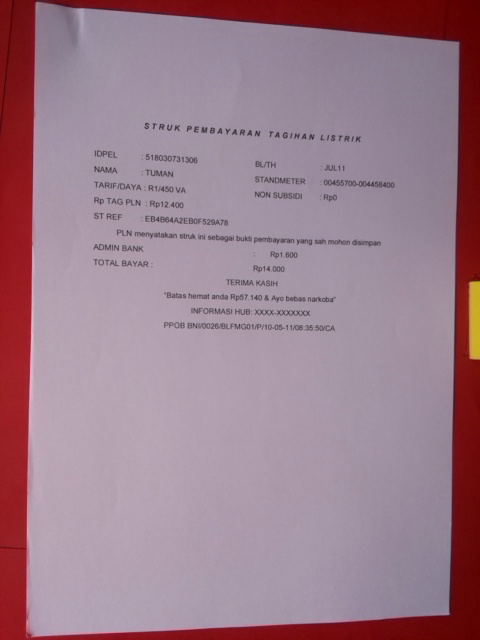 STRUK PEMBAYARAN TAGIHAN LISTRIK
IDPEL : 518030731306 BL/TH : JUL11
NAMA : TUMAN STANDMETER : 00455700-004458400
TARIF/DAYA : R1/450 VA NON SUBSIDI : Rp0
Rp TAG PLN : Rp12.400
ST REF : EB4B64A2EB0F529A78
PLN menyatakan struk ini sebagai bukti pembayaran yang sah mohon disimpan
ADMIN BANK : Rp1.600
TOTAL BAYAR : Rp14.000
TERIMA KASIH
"Batas hemat anda Rp57.140 & Ayo bebas narkoba"
INFORMASI HUB: XXXX-XXXXXXX
PPOB BNI/0026/BLFMG01/P/10-05-11/08:35:50/CA